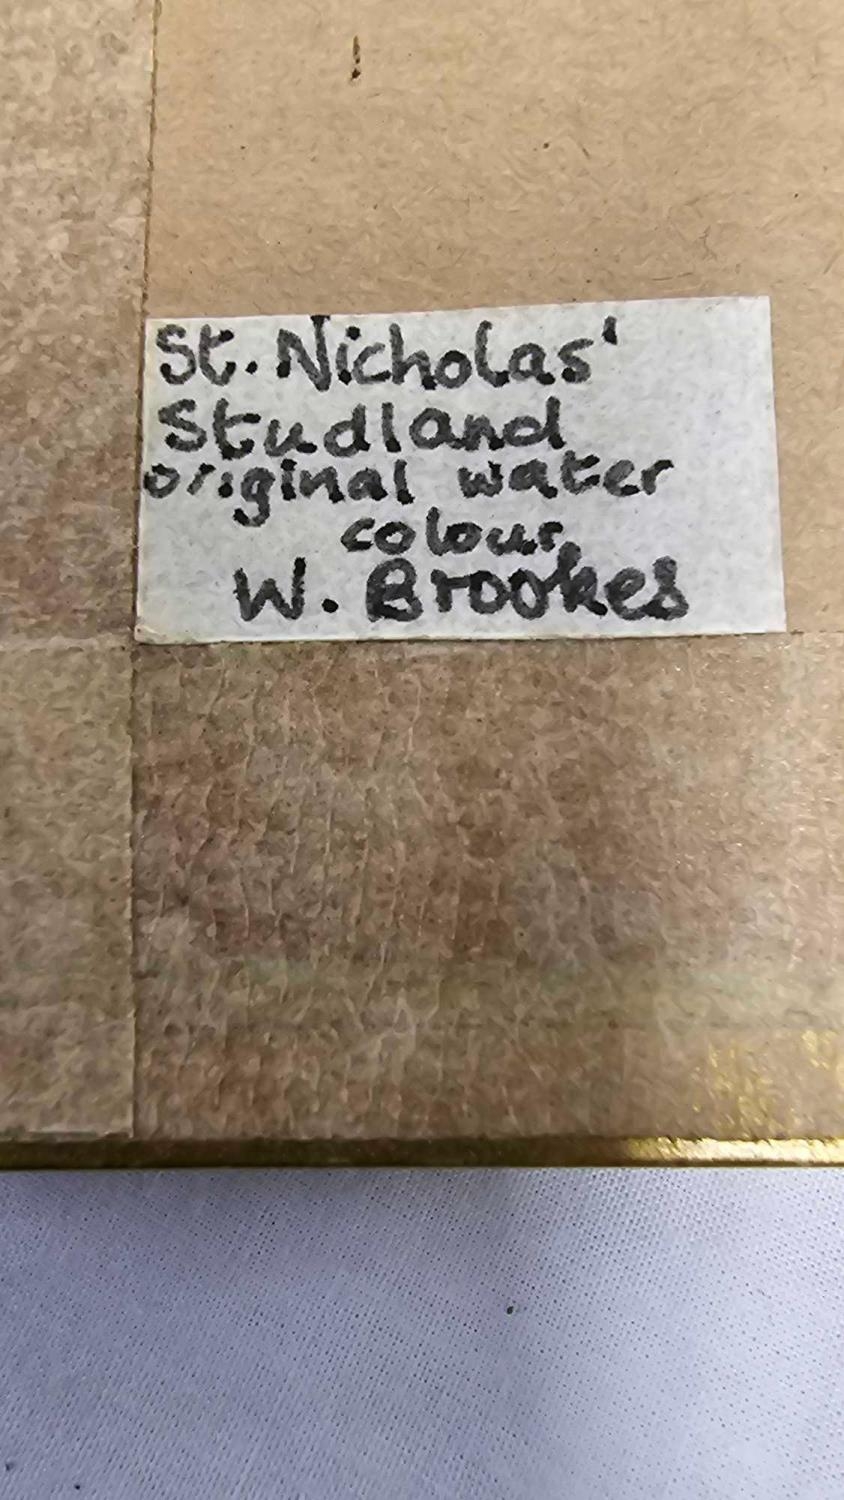 St. Nicholas'
Studland
original water
colour
W. Brookes